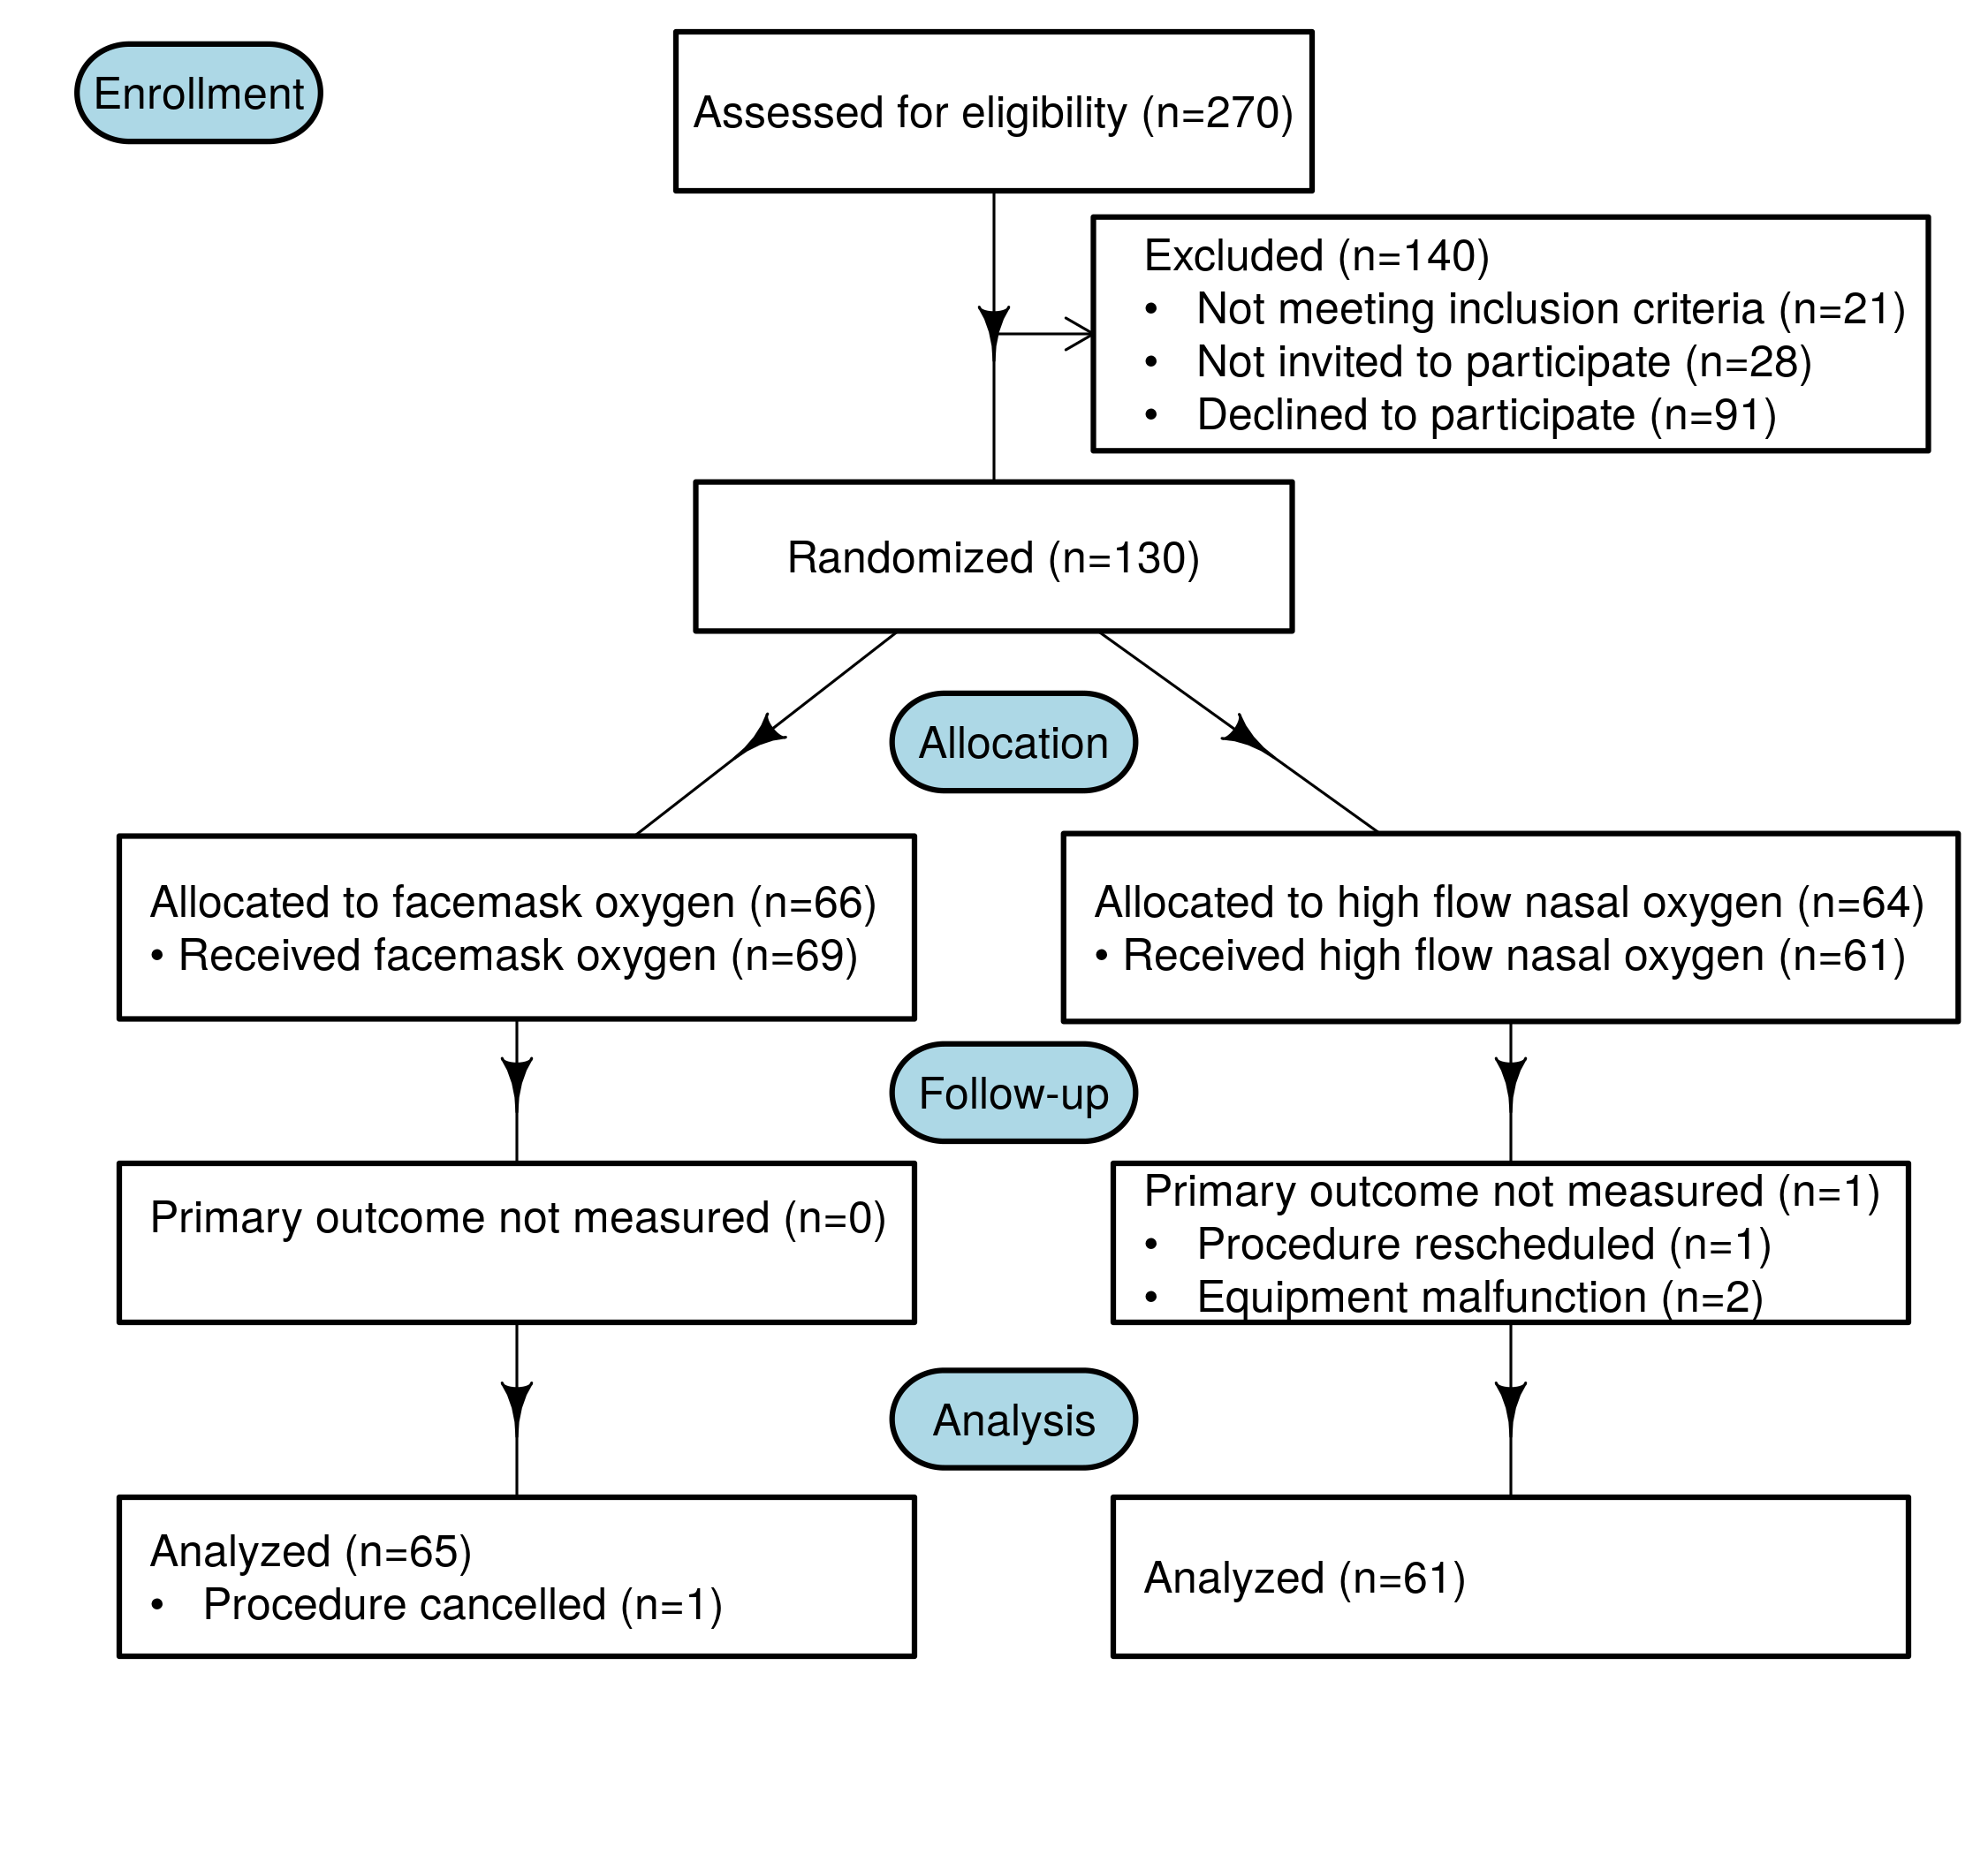 Enrollment
Assessed for eligibility (n=270)
Excluded (n=140)
• Not meeting inclusion criteria (n=21)
• Not invited to participate (n=28)
• Declined to participate (n=91)
Randomized (n=130)
Allocation
Allocated to facemask oxygen (n=66)
• Received facemask oxygen (n=69)
Allocated to high flow nasal oxygen (n=64)
• Received high flow nasal oxygen (n=61)
Follow-up
Primary outcome not measured (n=0)
Primary outcome not measured (n=1)
• Procedure rescheduled (n=1)
• Equipment malfunction (n=2)
Analysis
Analyzed (n=65)
• Procedure cancelled (n=1)
Analyzed (n=61)